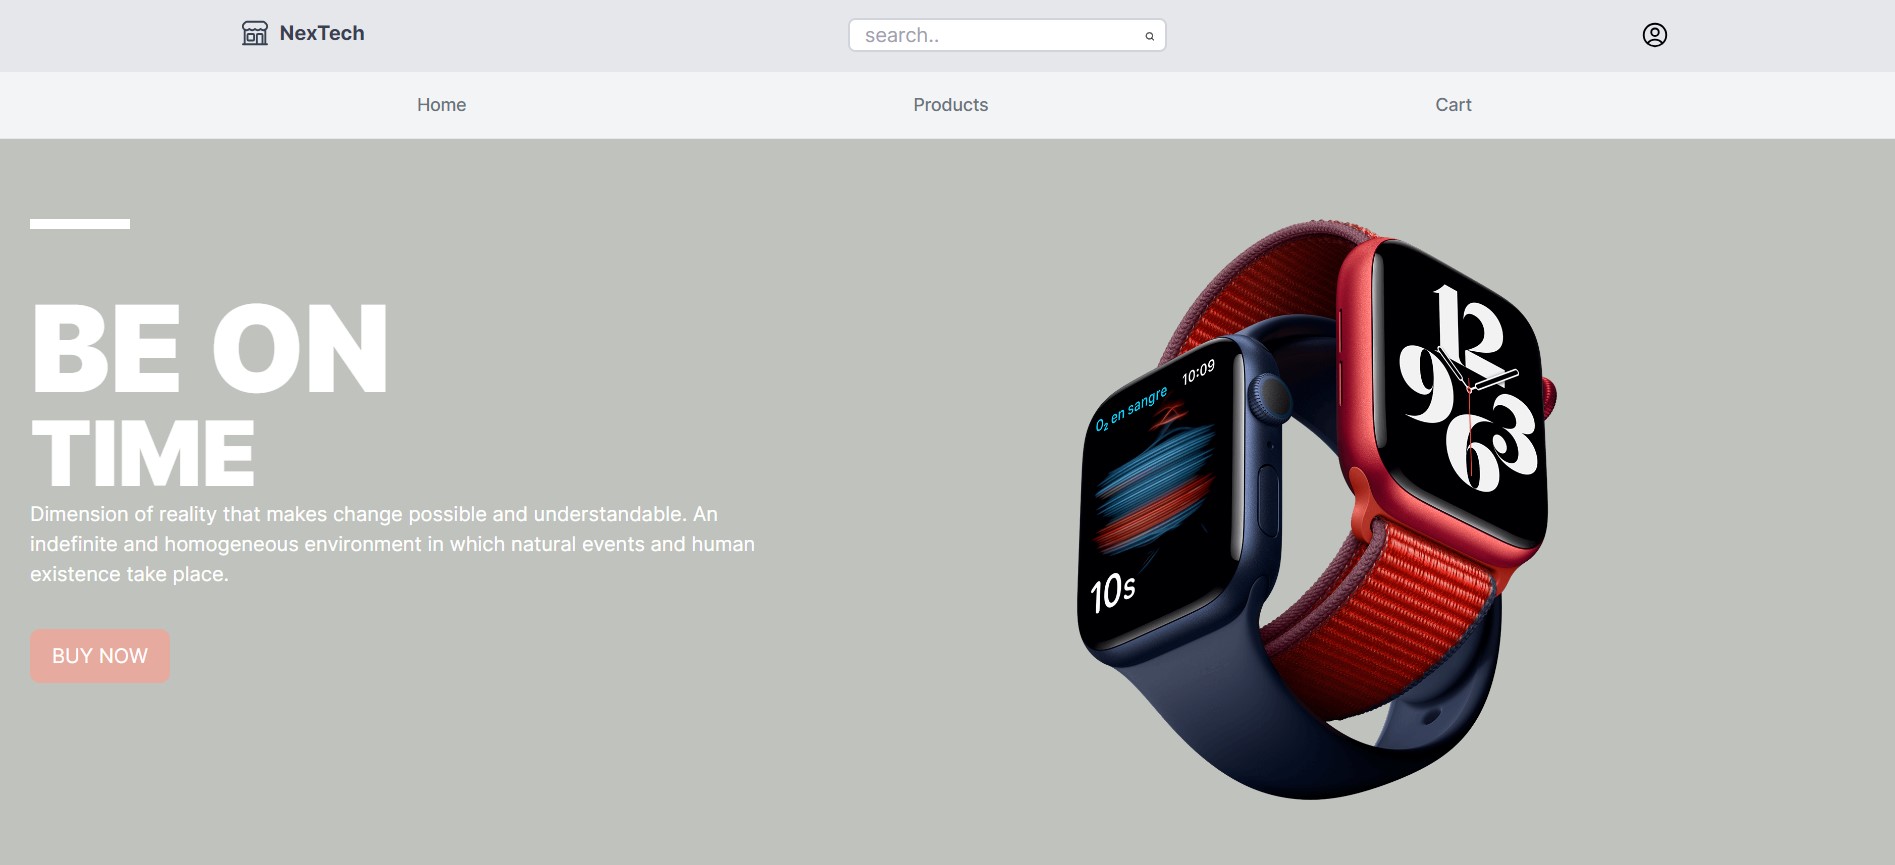 NexTech
search..
Home
Products
Cart
BE ON
TIME
Dimension of reality that makes change possible and understandable. An
indefinite and homogeneous environment in which natural events and human
existence take place.
BUY NOW
O₂ en sangre
10:09
10s
12
9
3
6